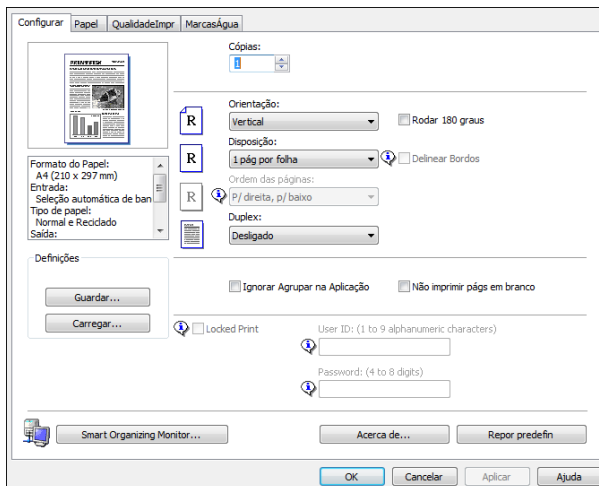 Configurar Papel QualidadeImpr MarcasÁgua
Cópias:
1
Orientação:
R Vertical Rodar 180 graus
Disposição:
R 1 pág por folha Delinear Bordos
Ordem das páginas:
R P/ direita, p/ baixo
Duplex:
Desligado
Formato do Papel:
A4 (210 x 297 mm)
Entrada:
Seleção automática de ban
Tipo de papel:
Normal e Reciclado
Saída:
Definições
Guardar...
Carregar...
Ignorar Agrupar na Aplicação Não imprimir págs em branco
Locked Print User ID: (1 to 9 alphanumeric characters)
Password: (4 to 8 digits)
Smart Organizing Monitor... Acerca de... Repor predefin
OK Cancelar Aplicar Ajuda